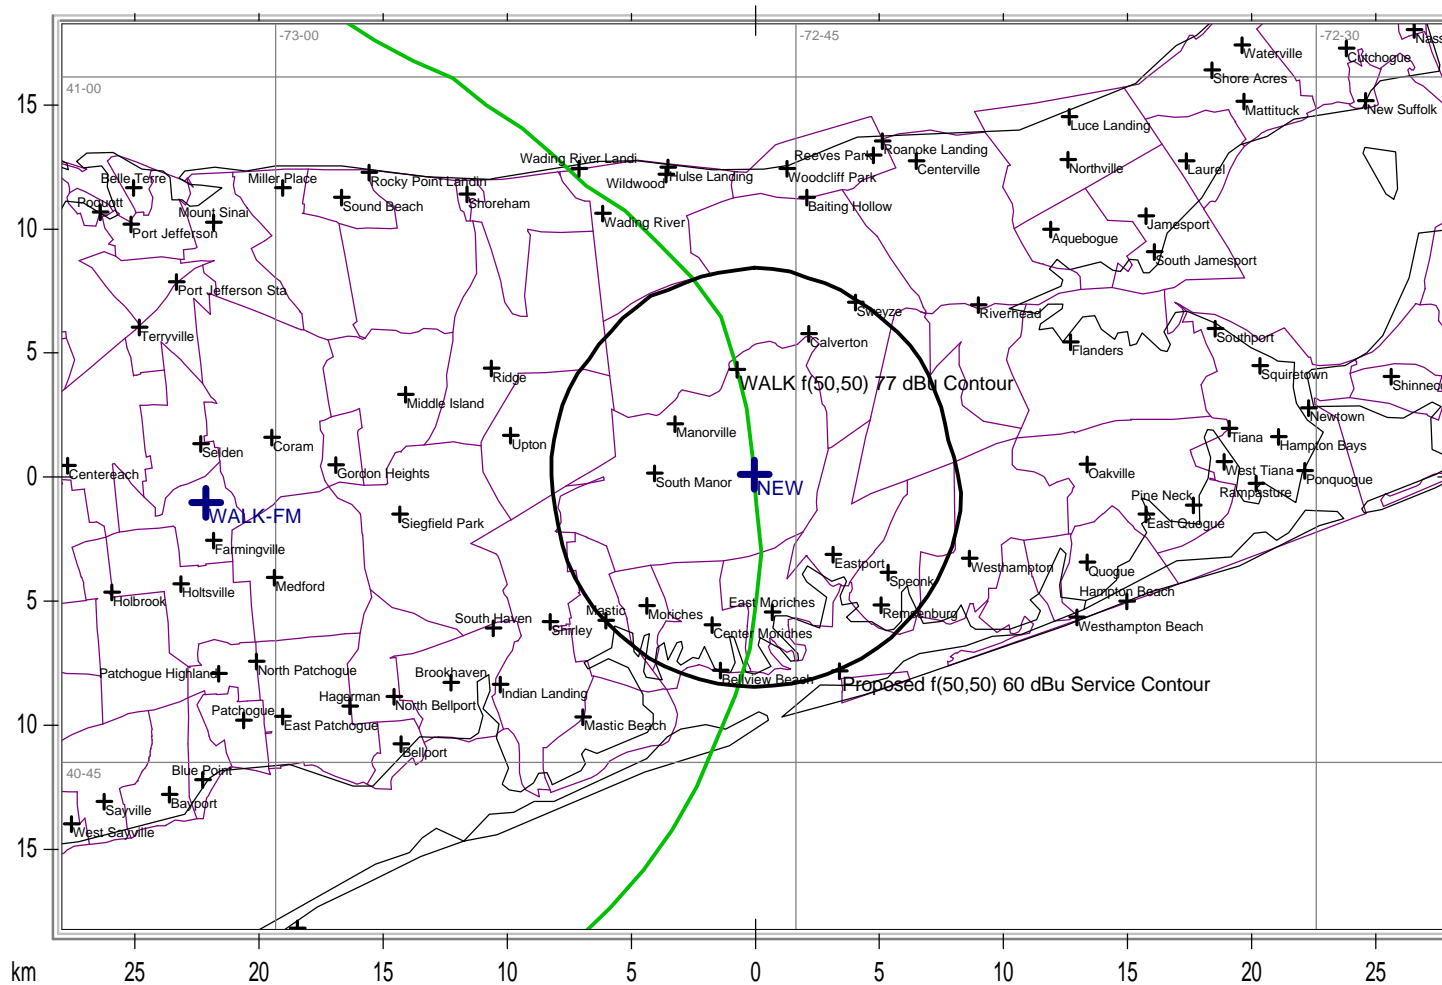 -73-00
-72-45
-72-30
Nass
Waterville
Cutchogue
Shore Acres
41-00
15
Mattituck
New Suffolk
Luce Landing
Roanoke Landing
Reeves Park
Wading River Landi
Centerville
Northville
Laurel
Hulse Landing
Woodcliff Park
Wildwood
Belle Terre
Miller Place
Rocky Point Landin
Poquott
Sound Beach
Shoreham
Baiting Hollow
Mount Sinai
Wading River
Jamesport
10
Port Jefferson
Aquebogue
South Jamesport
Port Jefferson Sta
Swezye
Riverhead
Terryville
Calverton
Southport
5
Flanders
Ridge
WALK f(50,50) 77 dBu Contour
Squiretown
Shinnec
Middle Island
Newtown
Manorville
Tiana
Coram
Upton
Hampton Bays
Selden
Centereach
0
Gordon Heights
South Manor
NEW
Oakville
West Tiana
Ponquogue
Rampasture
Pine Neck
WALK-FM
Siegfield Park
East Quogue
Farmingville
Eastport
Westhampton
Speonk
Quogue
Holbrook
Holtsville
Medford
Hampton Beach
5
South Haven
Mastic
Moriches
East Moriches
Remsenburg
Shirley
Center Moriches
Westhampton Beach
Patchogue Highland
North Patchogue
Brookhaven
Bellview Beach
Proposed f(50,50) 60 dBu Service Contour
Hagerman
North Bellport
Indian Landing
Patchogue
10
East Patchogue
Mastic Beach
Bellport
40-45
Blue Point
Sayville
Bayport
West Sayville
15
km
25
20
15
10
5
0
5
10
15
20
25